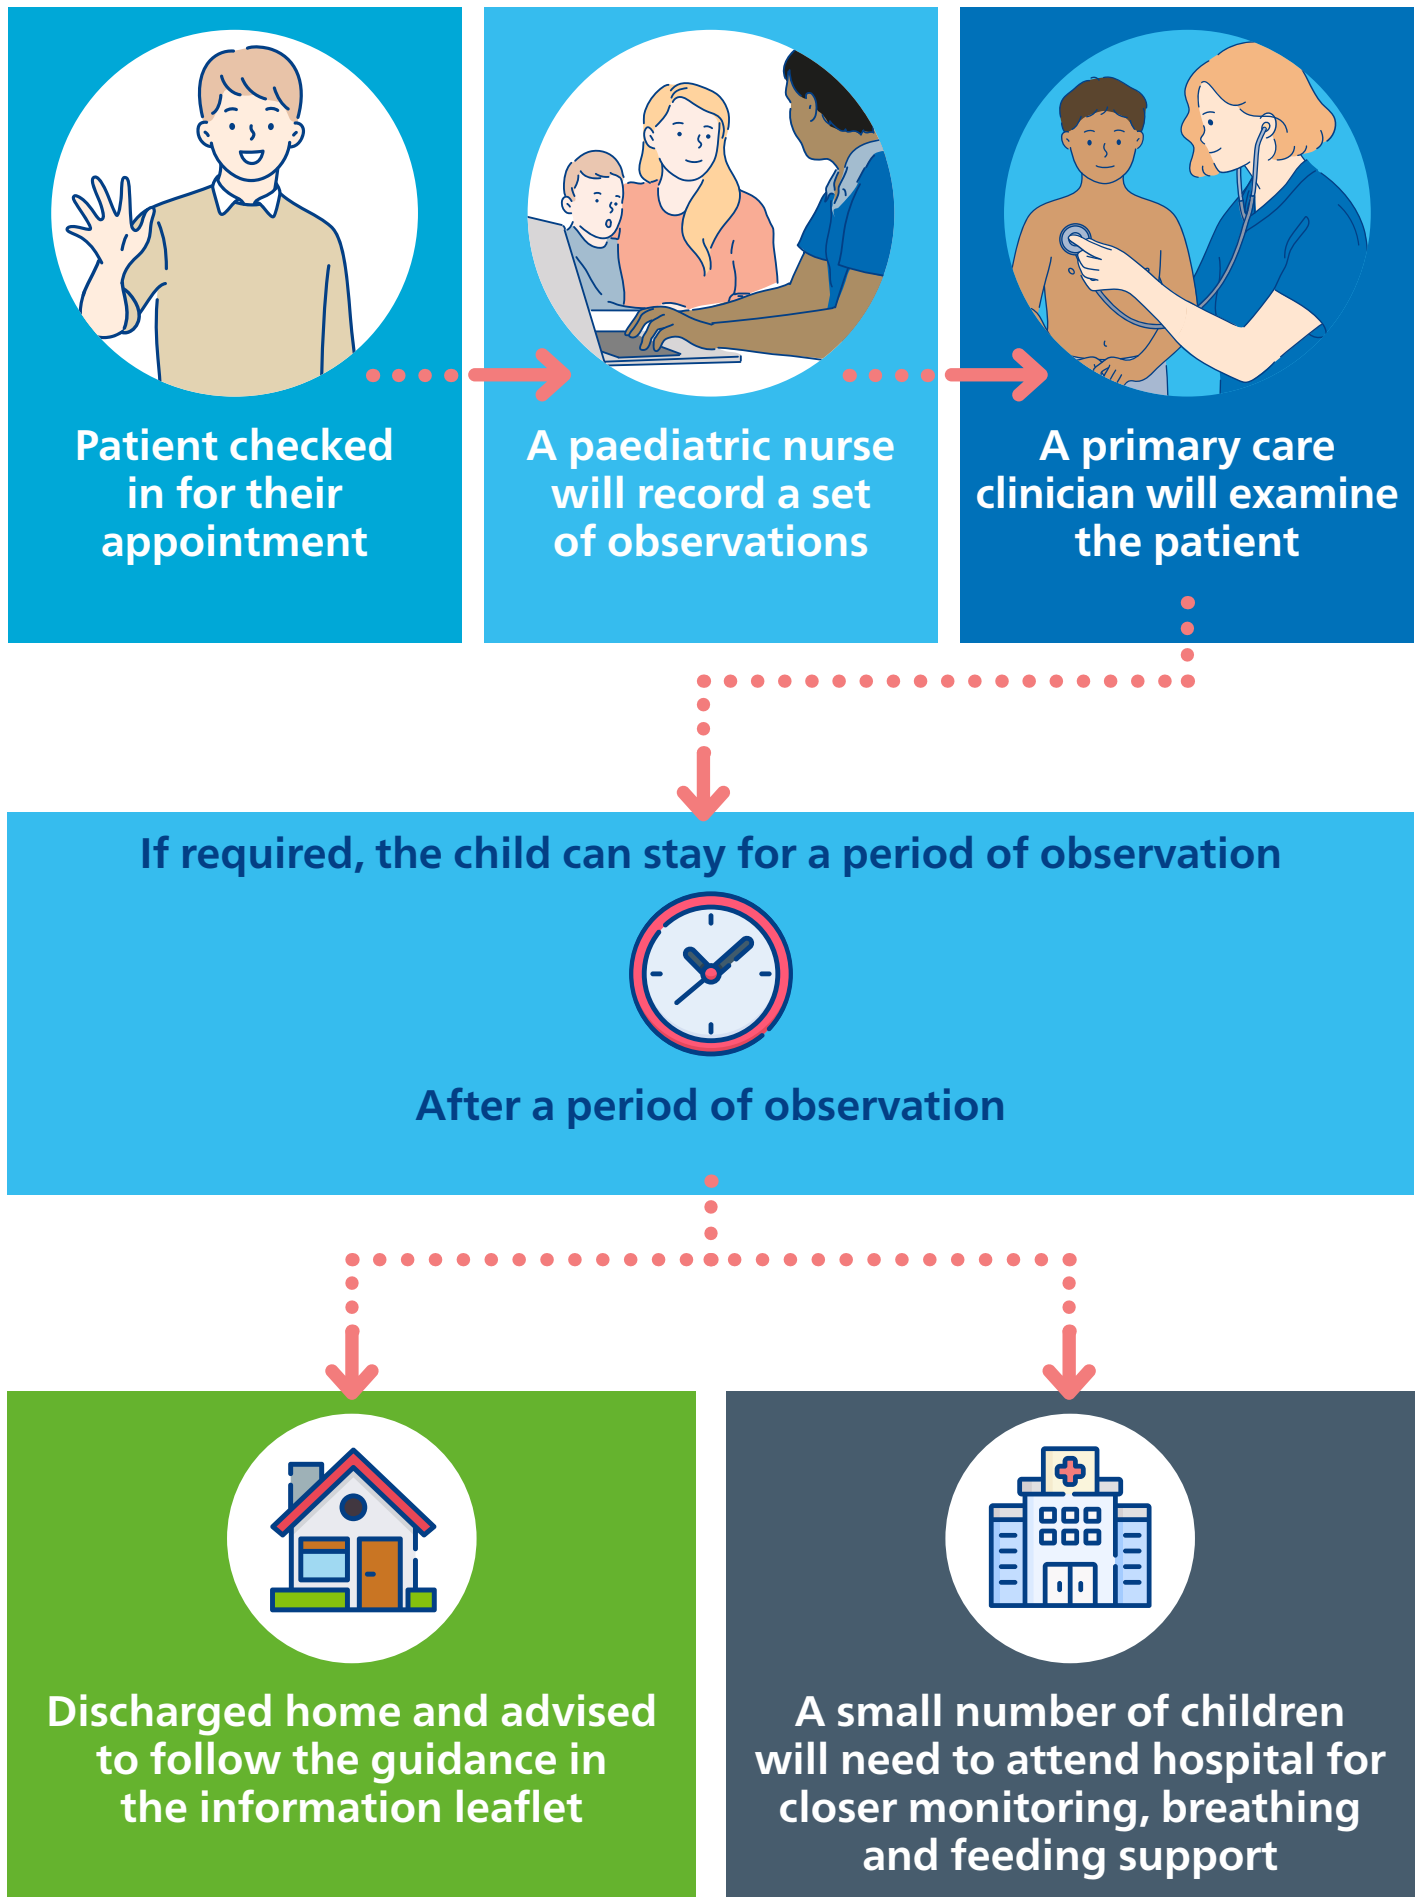 Patient checked
in for their
appointment
A paediatric nurse
will record a set
of observations
A primary care
clinician will examine
the patient
If required, the child can stay for a period of observation
After a period of observation
Discharged home and advised
to follow the guidance in
the information leaflet
A small number of children
will need to attend hospital for
closer monitoring, breathing
and feeding support